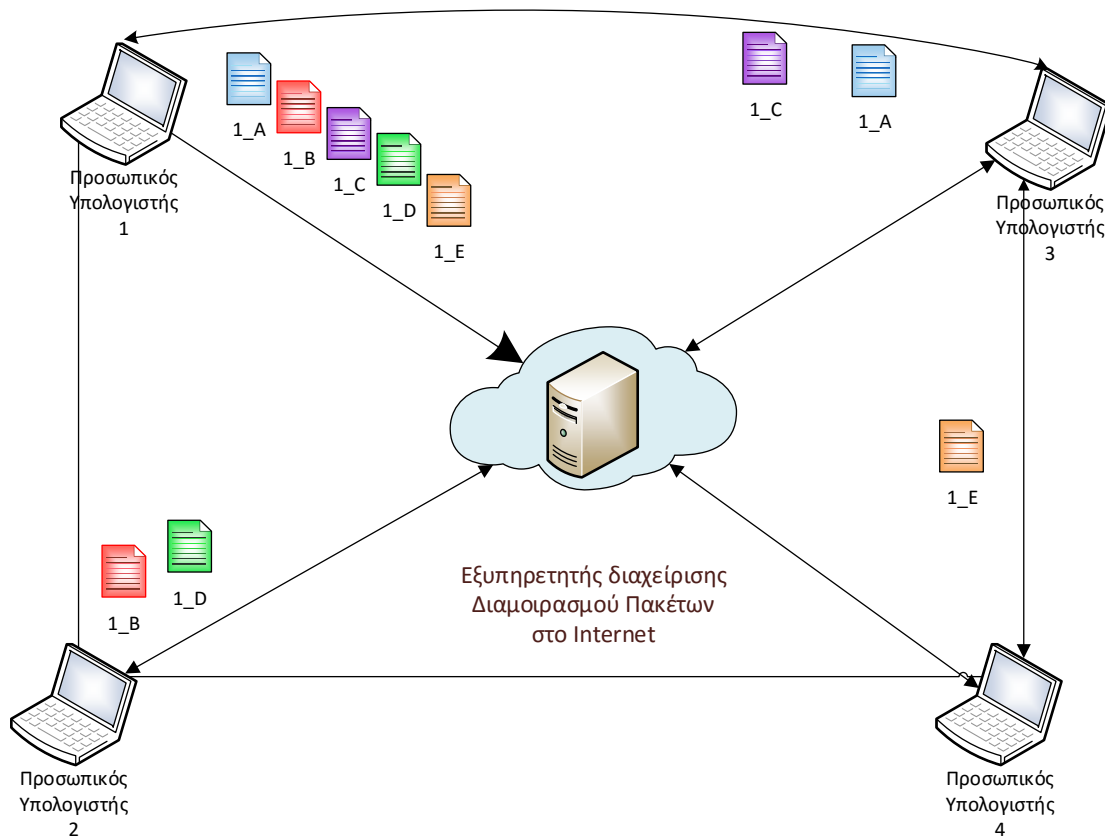 1_A
1_B
1_C
1_D
1_E
1_C
1_A
Προσωπικός
Υπολογιστής
1
Προσωπικός
Υπολογιστής
3
1_E
1_B
1_D
Εξυπηρετητής διαχείρισης
Διαμοιρασμού Πακέτων
στο Internet
Προσωπικός
Υπολογιστής
2
Προσωπικός
Υπολογιστής
4